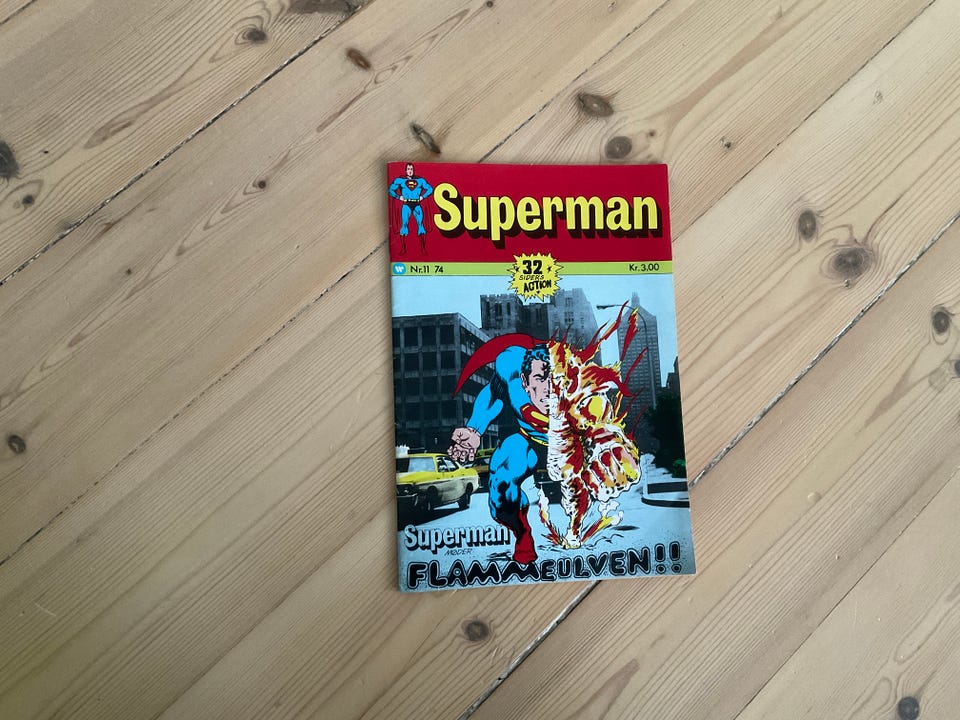 Superman
Nr.11 74
32
SIDERS
ACTION
Kr.3,00
Superman
MØDER
FLAMMEULVEN!!